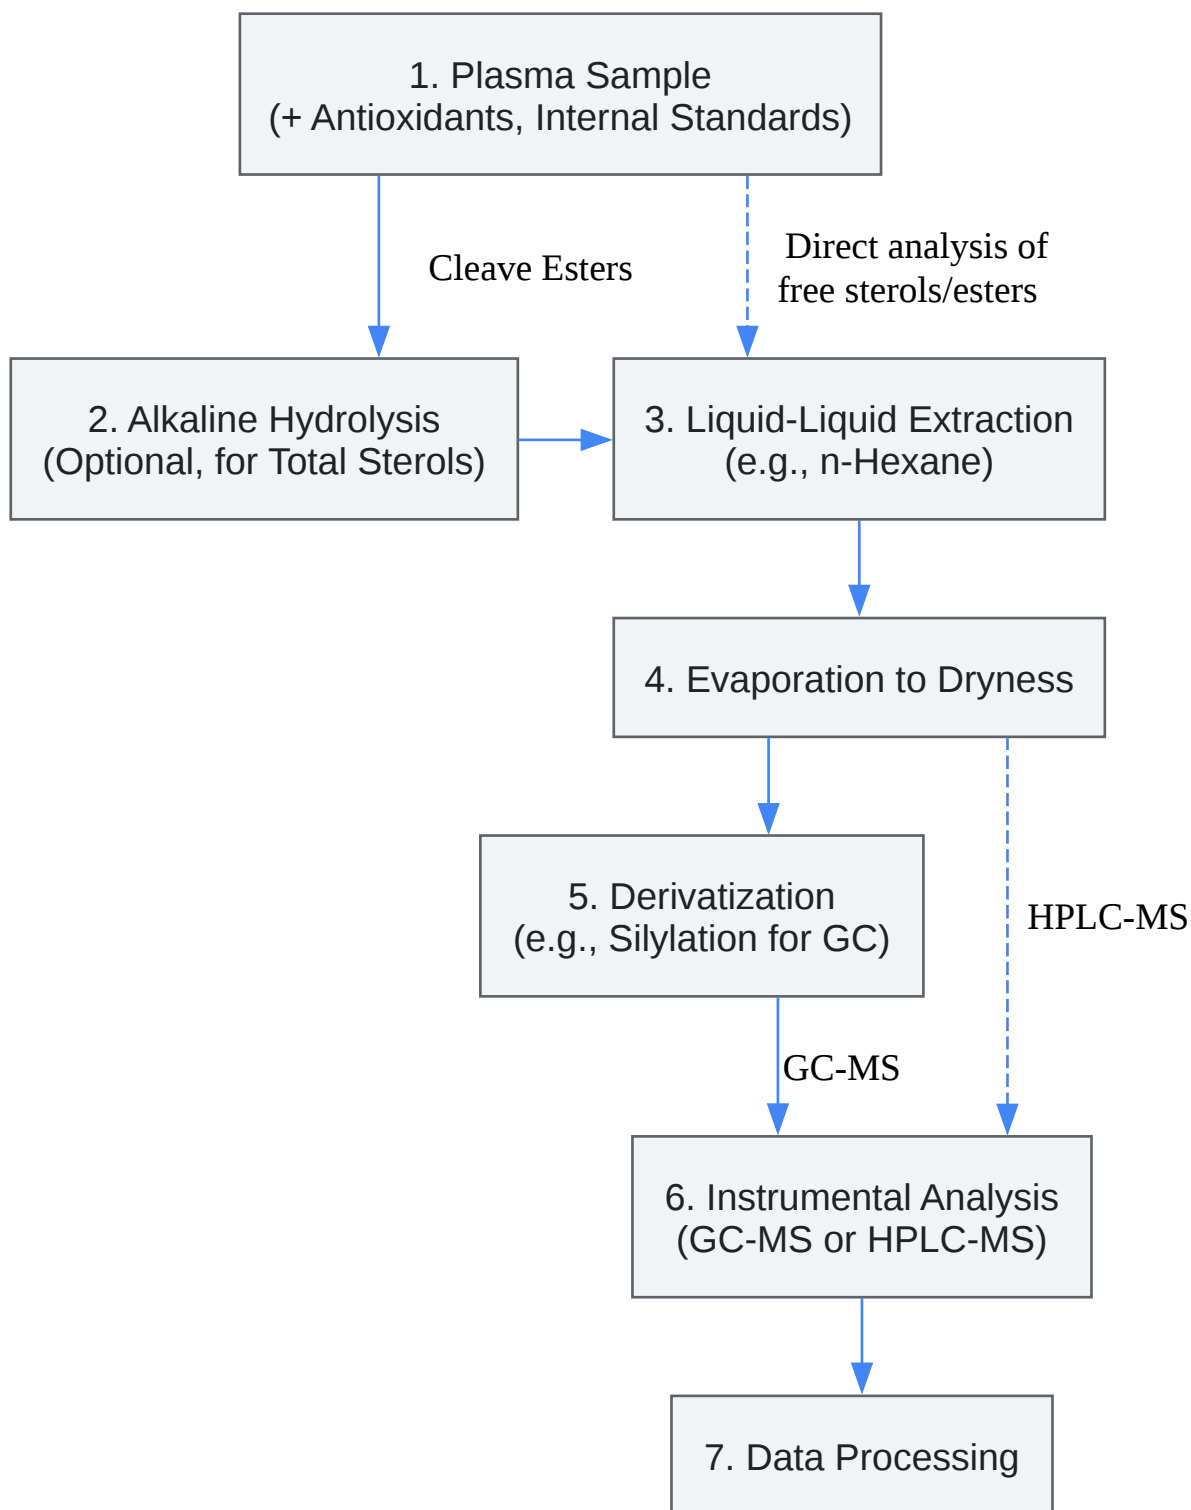 1. Plasma Sample
(+ Antioxidants, Internal Standards)
Cleave Esters
Direct analysis of
free sterols/esters
2. Alkaline Hydrolysis
(Optional, for Total Sterols)
3. Liquid-Liquid Extraction
(e.g., n-Hexane)
4. Evaporation to Dryness
5. Derivatization
(e.g., Silylation for GC)
HPLC-MS
GC-MS
6. Instrumental Analysis
(GC-MS or HPLC-MS)
7. Data Processing